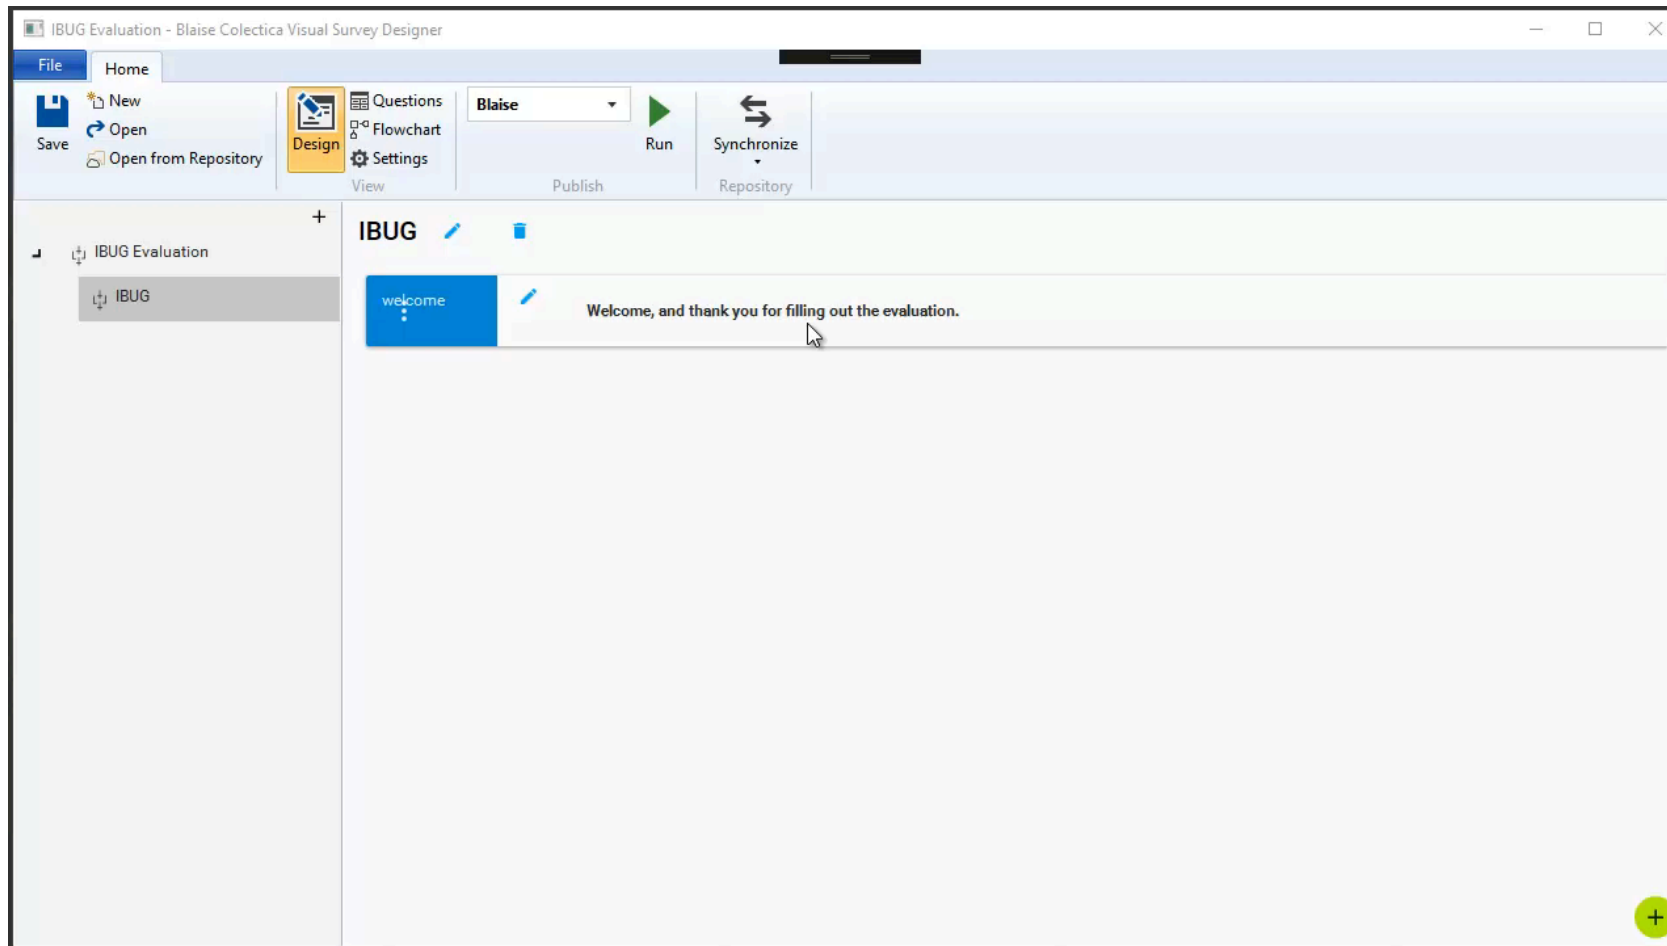 IBUG Evaluation - Blaise Colectica Visual Survey Designer
File Home
Save
New
Open
Open from Repository
Design
Questions
Flowchart
Settings
View
Blaise
Run
Publish
Synchronize
Repository
IBUG Evaluation
IBUG
IBUG
welcome
Welcome, and thank you for filling out the evaluation.